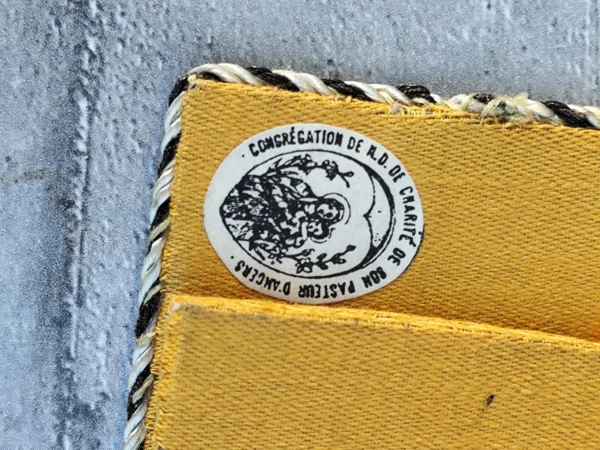 · CONGRÉGATION DE N.D. DE CHARITÉ DE BON PASTEUR D'ANGERS ·